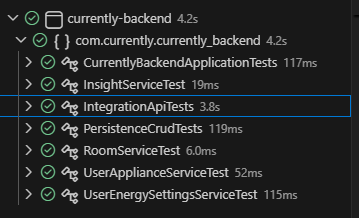 currently-backend 4.2s
{ } com.currently.currently_backend 4.2s
CurrentlyBackendApplicationTests 117ms
InsightServiceTest 19ms
IntegrationApiTests 3.8s
PersistenceCrudTests 119ms
RoomServiceTest 6.0ms
UserApplianceServiceTest 52ms
UserEnergySettingsServiceTest 115ms